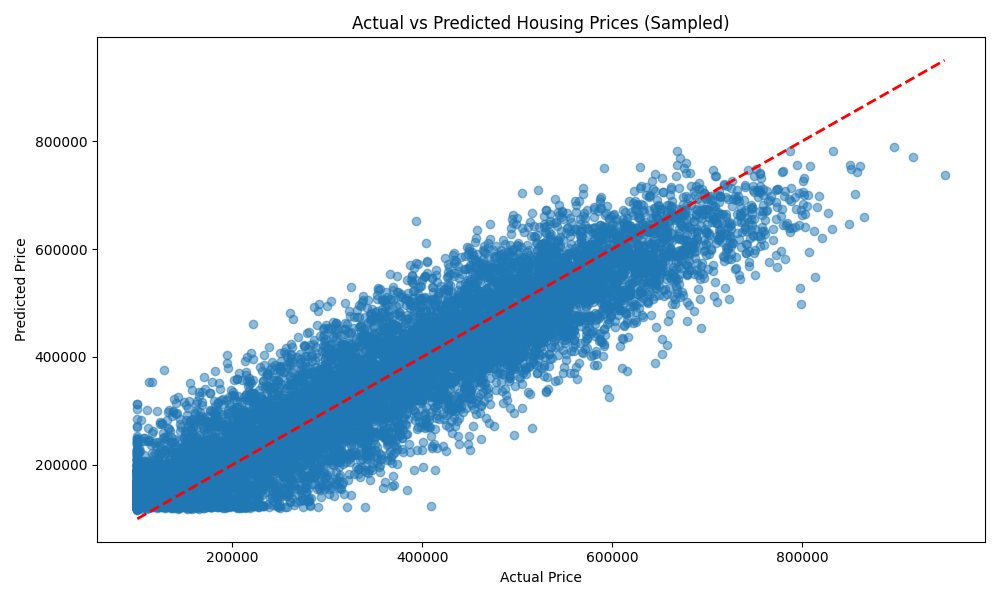 Actual vs Predicted Housing Prices (Sampled)
Predicted Price
800000
600000
400000
200000
200000 400000 600000 800000
Actual Price